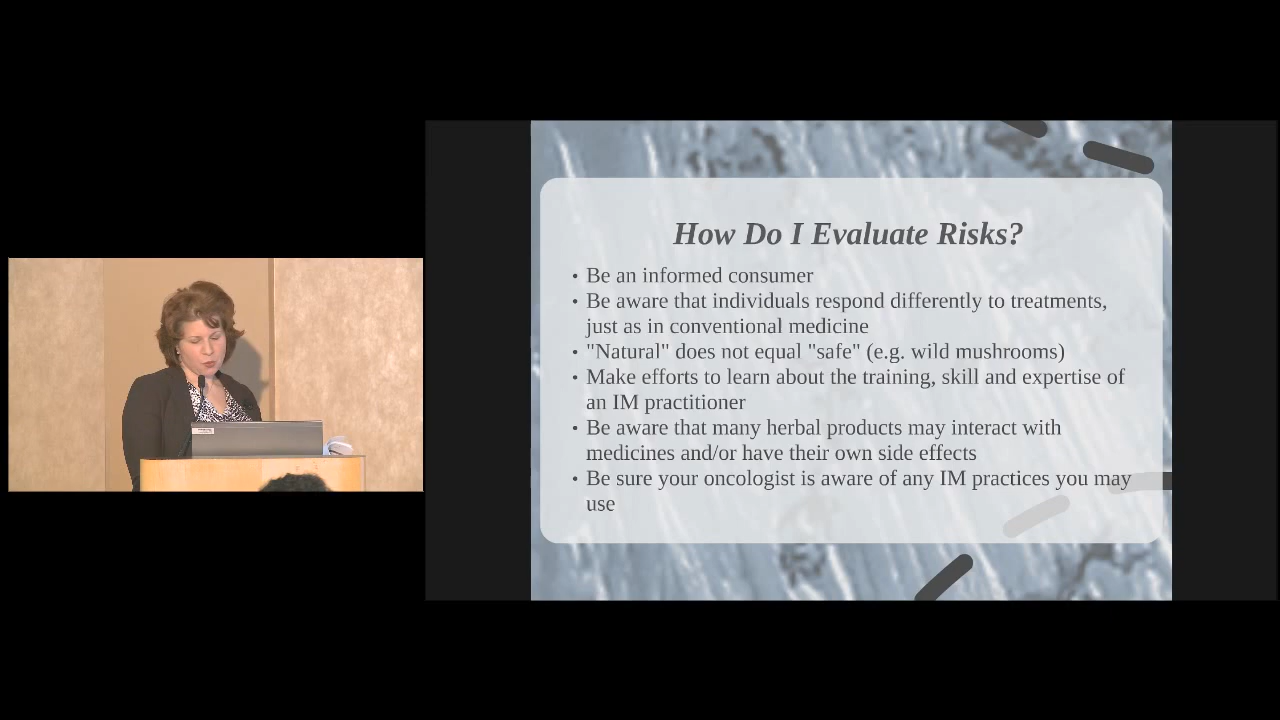 How Do I Evaluate Risks?
• Be an informed consumer
• Be aware that individuals respond differently to treatments,
just as in conventional medicine
• "Natural" does not equal "safe" (e.g. wild mushrooms)
• Make efforts to learn about the training, skill and expertise of
an IM practitioner
• Be aware that many herbal products may interact with
medicines and/or have their own side effects
• Be sure your oncologist is aware of any IM practices you may
use